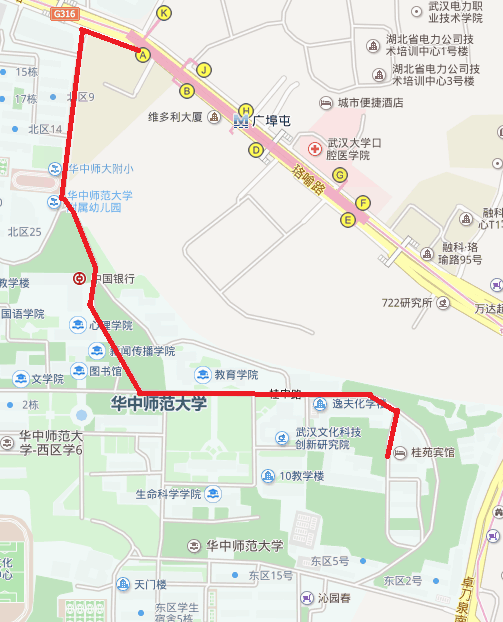 G316
K
武汉电力职
业技术学院
A
湖北省电力公司技
术培训中心1号楼
J
湖北省电力公司技
术培训中心3号楼
15栋
B
17栋
北区9
城市便捷酒店
H
维多利大厦
广埠屯
北区14
D
武汉大学口
腔医学院
华中师大附小
珞喻路
G
华中师范大学
附属幼儿园
F
E
融科
心T1
北区25
融科·珞
瑜路95号
中国银行
教学楼
722研究所
万达
国语学院
心理学院
新闻传播学院
图书馆
教育学院
文学院
桂中路
2栋
华中师范大学
逸夫化学楼
华中师范大
学-西区学6
武汉文化科技
创新研究院
桂苑宾馆
10教学楼
生命科学学院
华中师范大学
东区5号
东区15号
东区2号
天门楼
沁园春
卓刀泉南
东区学生
宿舍5栋
中心